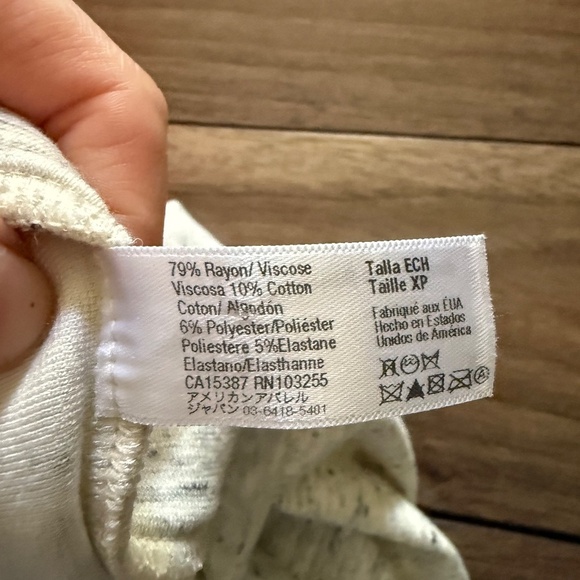 79% Rayon/ Viscose
Viscosa 10% Cotton
Coton/ Algodón
6% Polyester/Poliéster
Poliestere 5%Elastane
Elastano/Elasthanne
CA15387 RN103255
アメリカンアパレル
ジャパン 03-6418-5401
Talla ECH
Taille XP
Fabriqué aux ÉUA
Hecho en Estados
Unidos de América
A